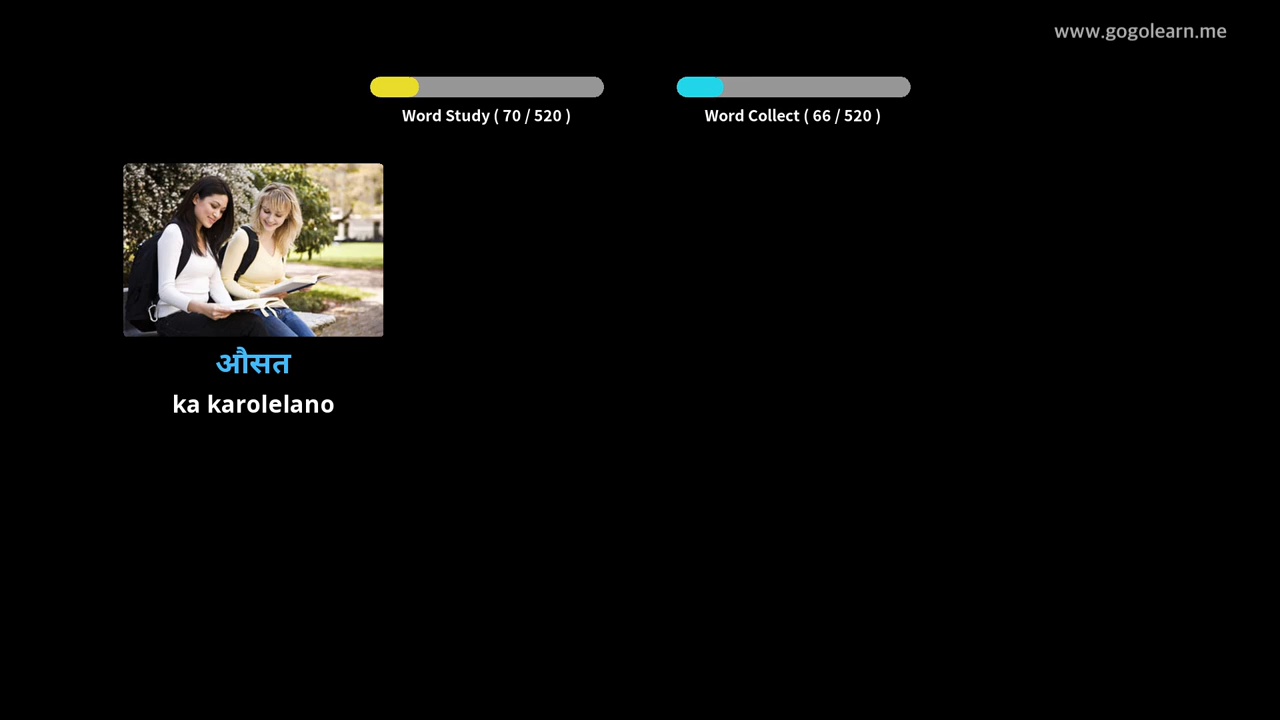 www.gogolearn.me
Word Study ( 70 / 520 )
Word Collect ( 66 / 520 )
औसत
ka karolelano